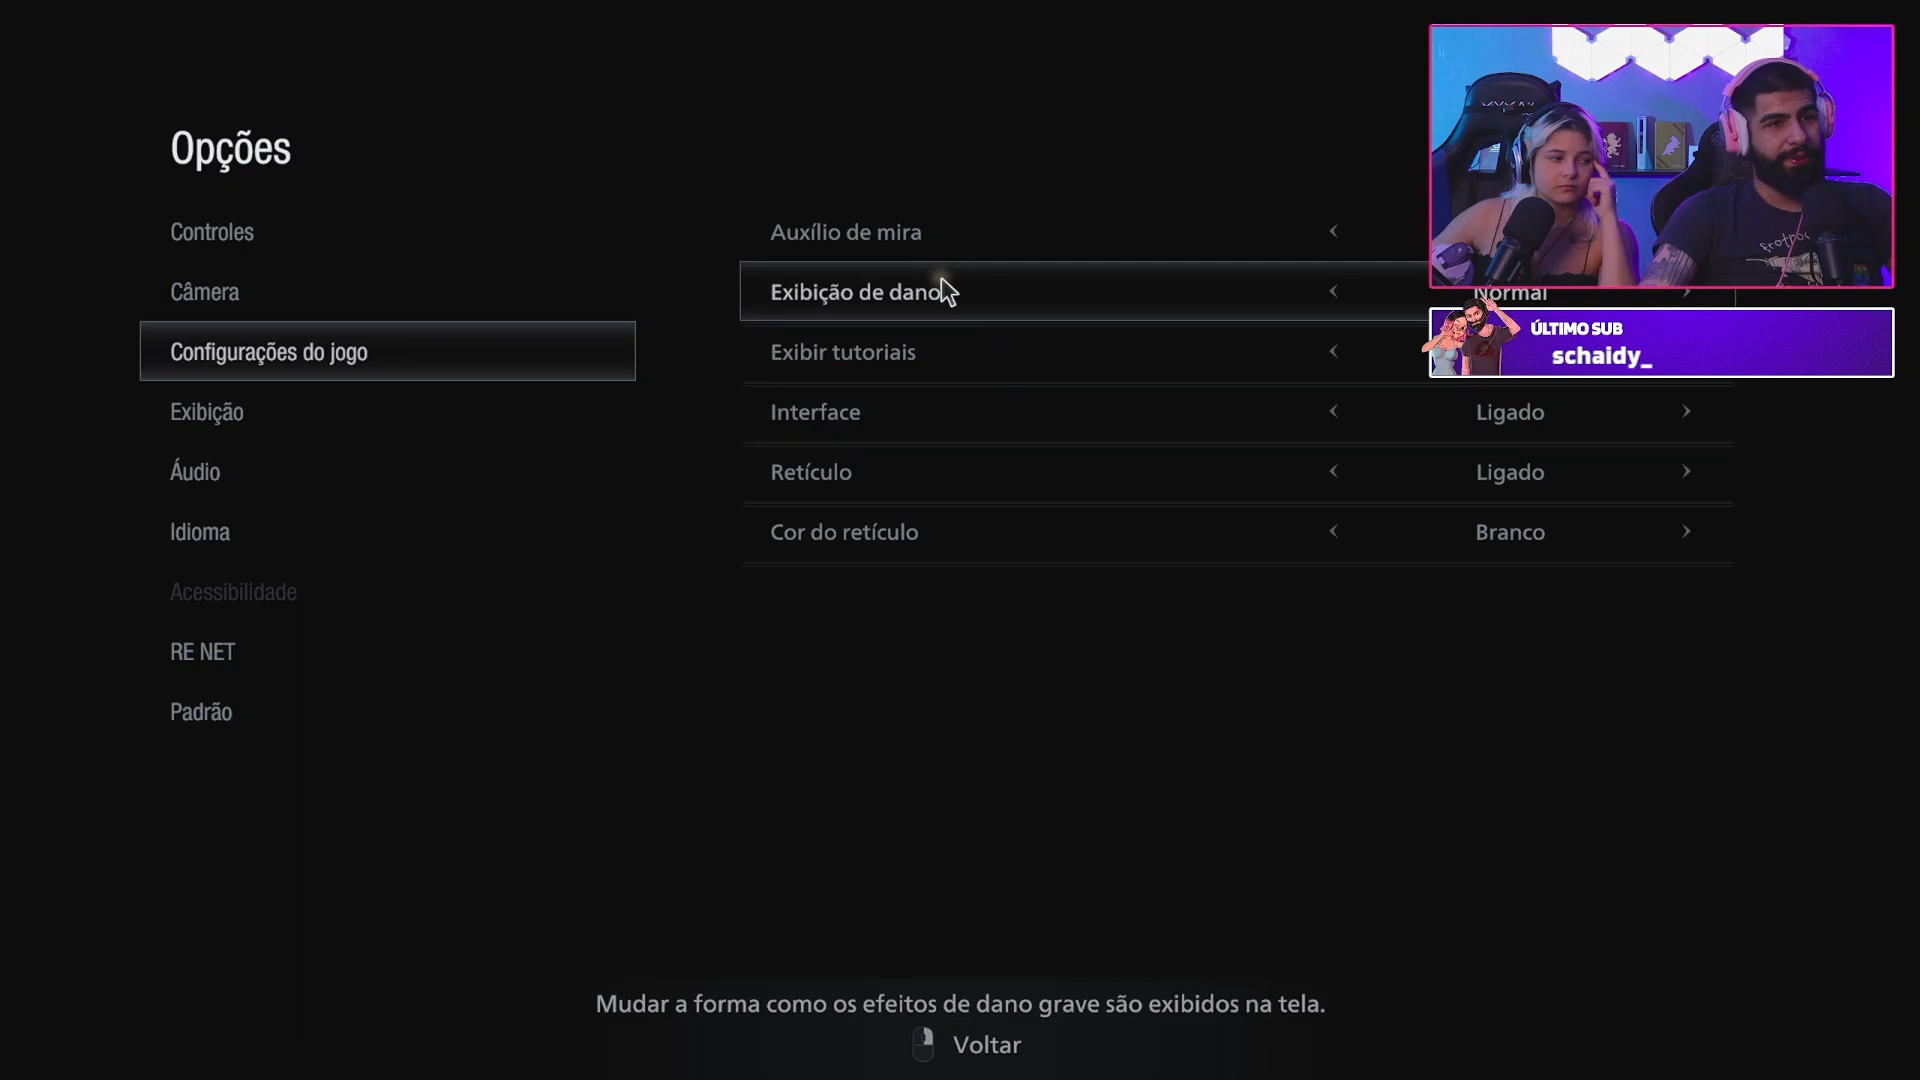 Opções
Controles
Câmera
Configurações do jogo
Exibição
Áudio
Idioma
Acessibilidade
RE NET
Padrão
Auxílio de mira
Exibição de dano
Normal
Exibir tutoriais
Interface
Ligado
Retículo
Ligado
Cor do retículo
Branco
ÚLTIMO SUB
schaidy_
Mudar a forma como os efeitos de dano grave são exibidos na tela.
Voltar